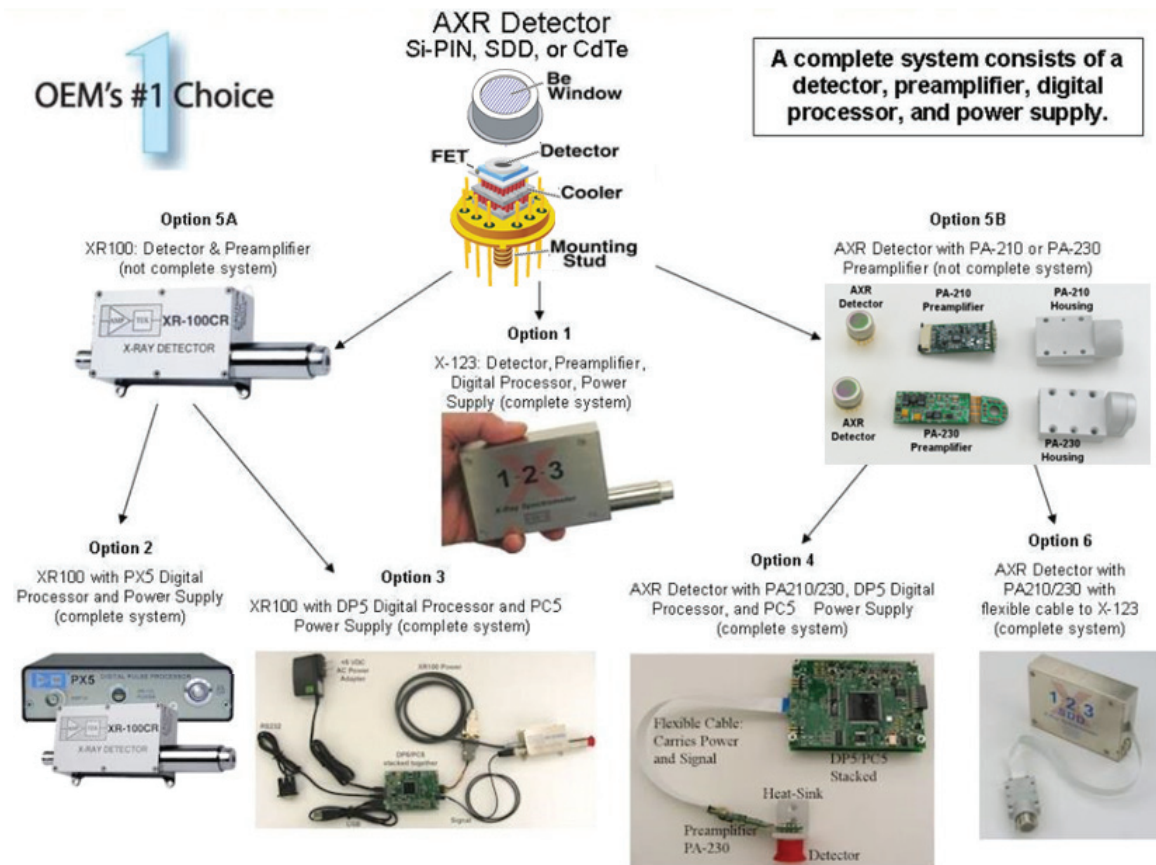 OEM's #1 Choice
AXR Detector
Si-PIN, SDD, or CdTe
Be
Window
Detector
FET
Cooler
Mounting
Stud
A complete system consists of a
detector, preamplifier, digital
processor, and power supply.
Option 5A
XR100: Detector & Preamplifier
(not complete system)
XR-100CR
X-RAY DETECTOR
Option 1
X-123: Detector, Preamplifier,
Digital Processor, Power
Supply (complete system)
1-2-3
X-Ray Spectrometer
Option 5B
AXR Detector with PA-210 or PA-230
Preamplifier (not complete system)
AXR
Detector
PA-210
Preamplifier
PA-210
Housing
AXR
Detector
PA-230
Preamplifier
PA-230
Housing
Option 2
XR100 with PX5 Digital
Processor and Power Supply
(complete system)
PX5
DIGITAL PULSE PROCESSOR
XR-100CR
X-RAY DETECTOR
Option 3
XR100 with DP5 Digital Processor and PC5
Power Supply (complete system)
+5 VDC
AC Power
Adapter
XR100 Power
RS232
DP5/PC5
stacked together
USB
Signal
Option 4
AXR Detector with PA210/230, DP5 Digital
Processor, and PC5 Power Supply
(complete system)
Flexible Cable:
Carries Power
and Signal
DP5/PC5
Stacked
Heat-Sink
Preamplifier
PA-230
Detector
Option 6
AXR Detector with
PA210/230 with
flexible cable to X-123
(complete system)
1 2 3
SDD